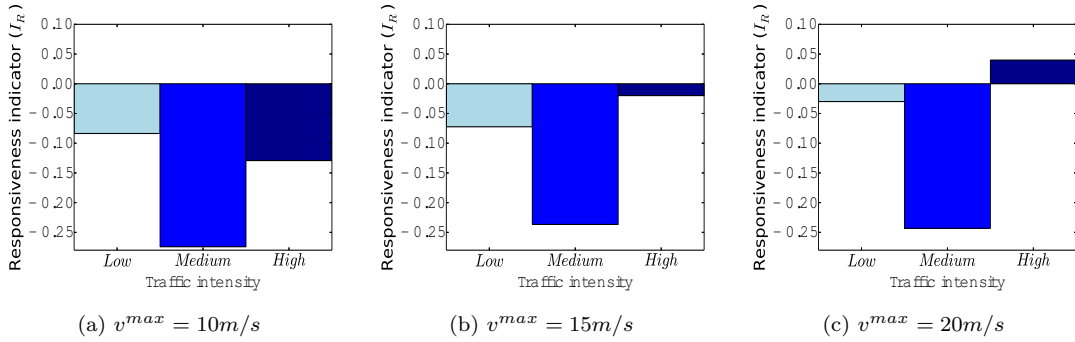 Responsiveness indicator (I_R)
0.10
0.05
0.00
−0.05
−0.10
−0.15
−0.20
−0.25
Low Medium High
Traffic intensity
(a) v^{max} = 10m/s
Responsiveness indicator (I_R)
0.10
0.05
0.00
−0.05
−0.10
−0.15
−0.20
−0.25
Low Medium High
Traffic intensity
(b) v^{max} = 15m/s
Responsiveness indicator (I_R)
0.10
0.05
0.00
−0.05
−0.10
−0.15
−0.20
−0.25
Low Medium High
Traffic intensity
(c) v^{max} = 20m/s